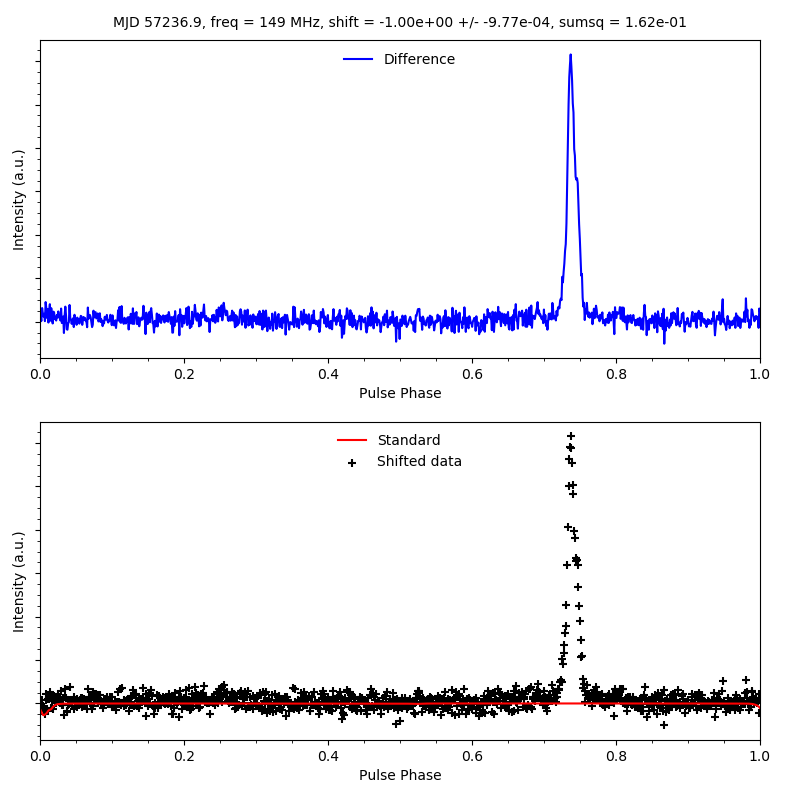 MJD 57236.9, freq = 149 MHz, shift = -1.00e+00 +/- -9.77e-04, sumsq = 1.62e-01
Difference
Intensity (a.u.)
0.0 0.2 0.4 0.6 0.8 1.0
Pulse Phase
Standard
Shifted data
Intensity (a.u.)
0.0 0.2 0.4 0.6 0.8 1.0
Pulse Phase